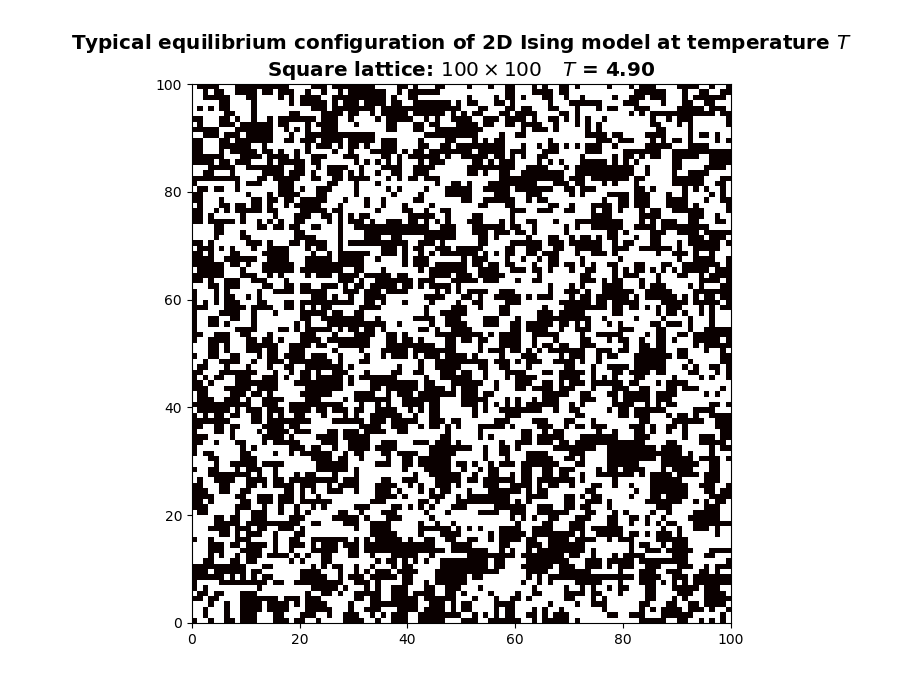 Typical equilibrium configuration of 2D Ising model at temperature T
Square lattice: 100 × 100 T = 4.90
100
80
60
40
20
0
0 20 40 60 80 100